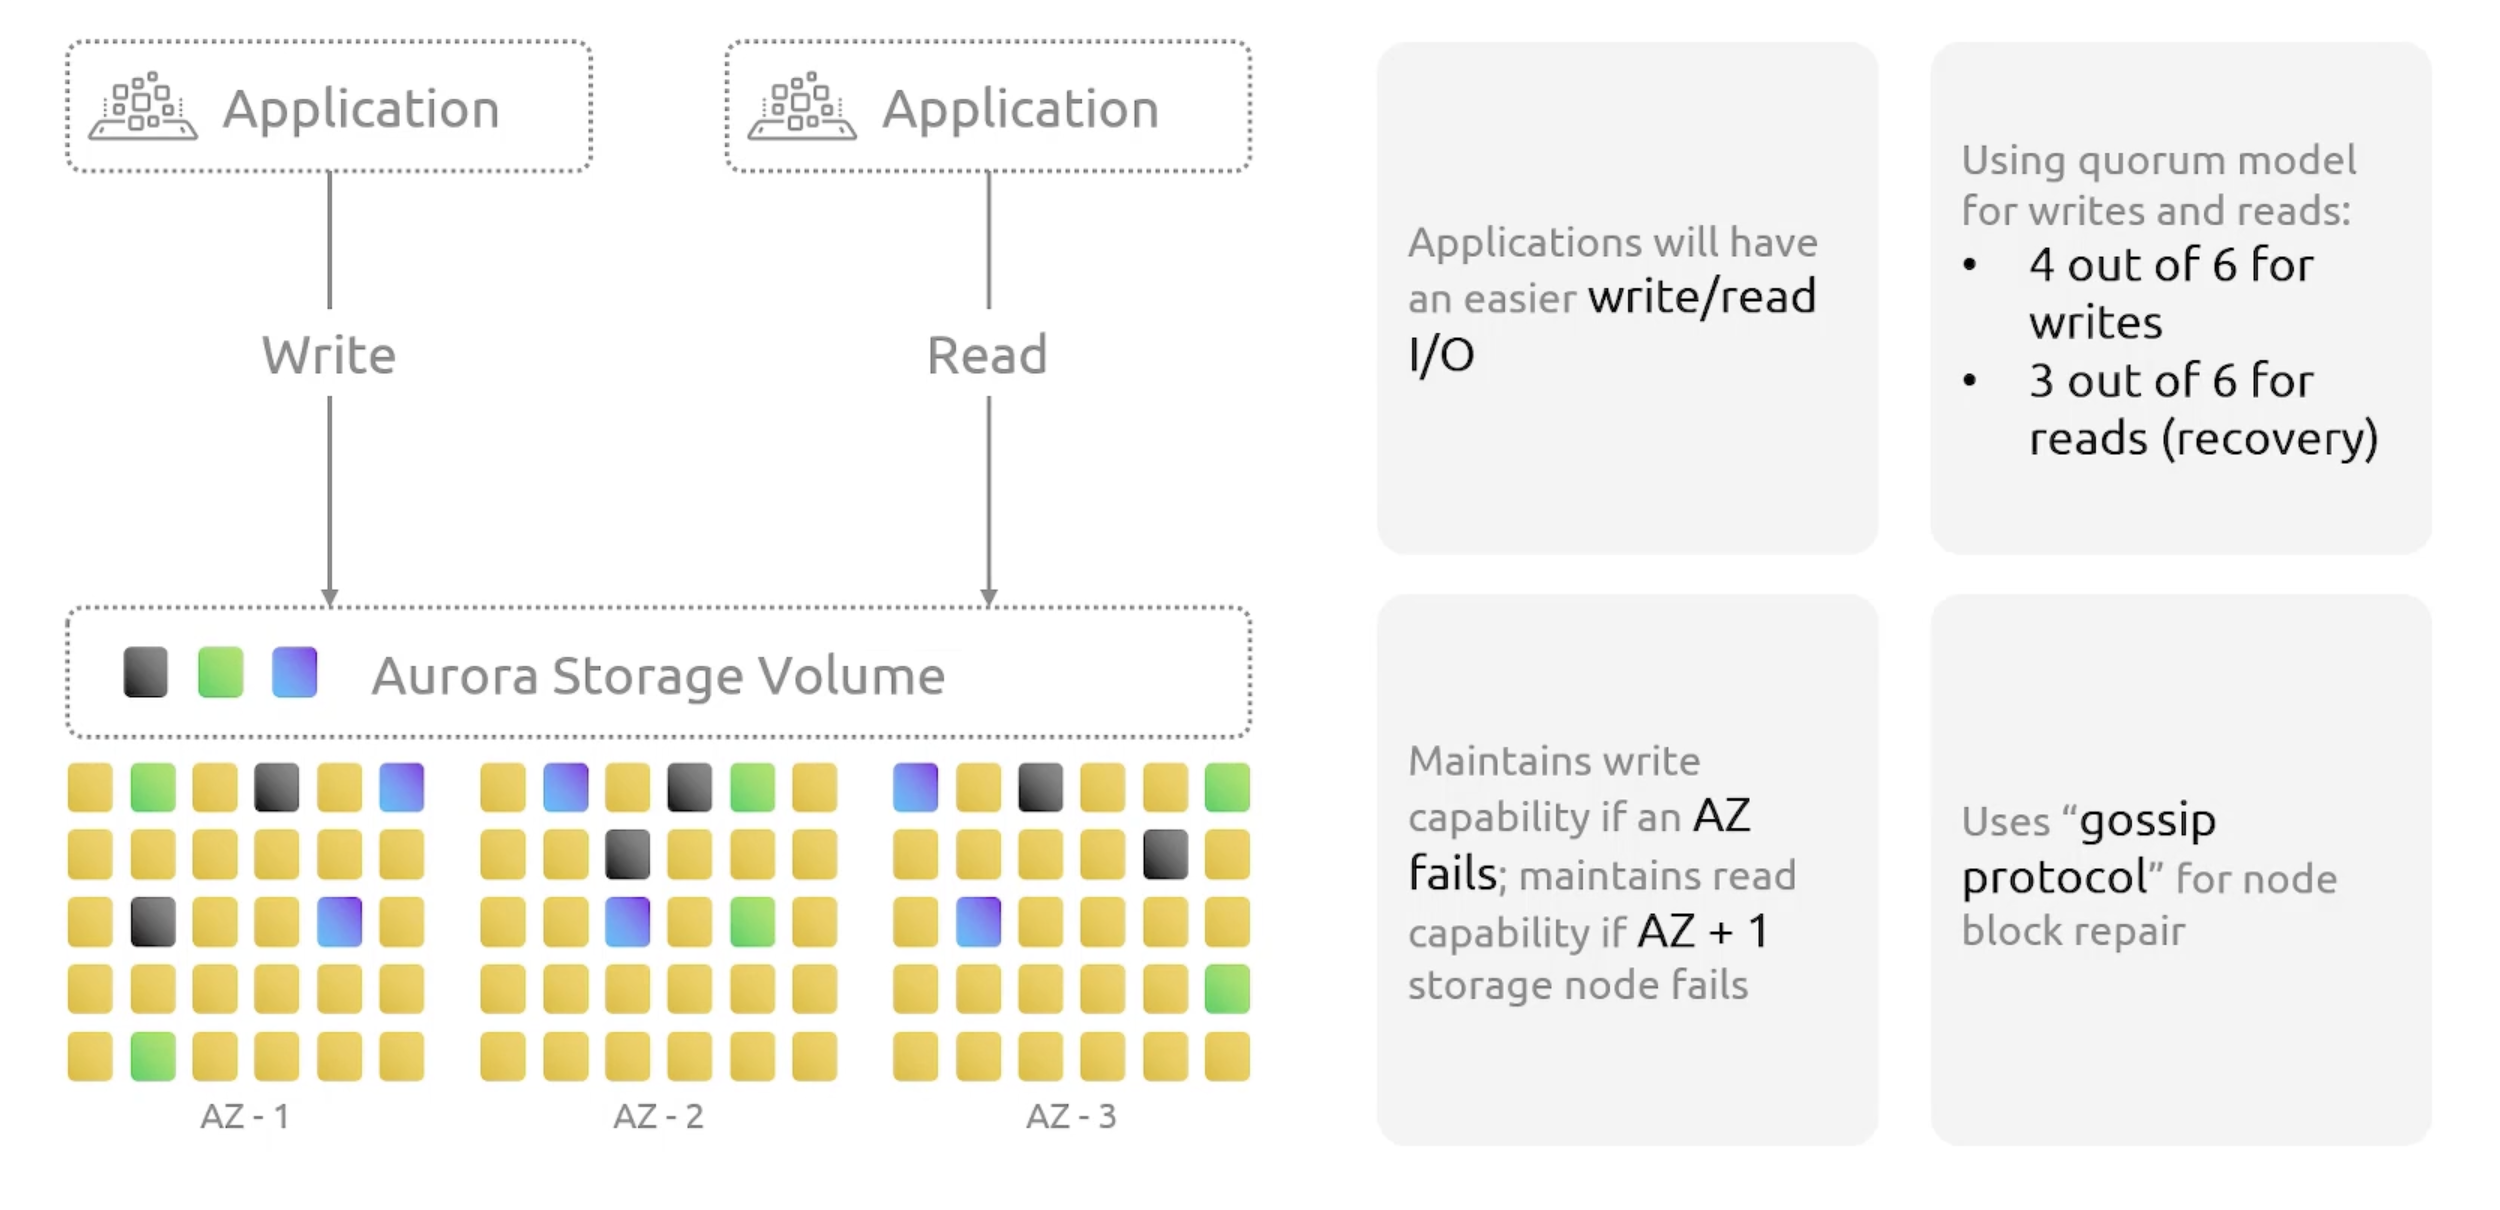 Application
Application
Write
Read
Aurora Storage Volume
AZ - 1
AZ - 2
AZ - 3
Applications will have
an easier write/read
I/O
Using quorum model
for writes and reads:
• 4 out of 6 for
writes
• 3 out of 6 for
reads (recovery)
Maintains write
capability if an AZ
fails; maintains read
capability if AZ + 1
storage node fails
Uses “gossip
protocol” for node
block repair